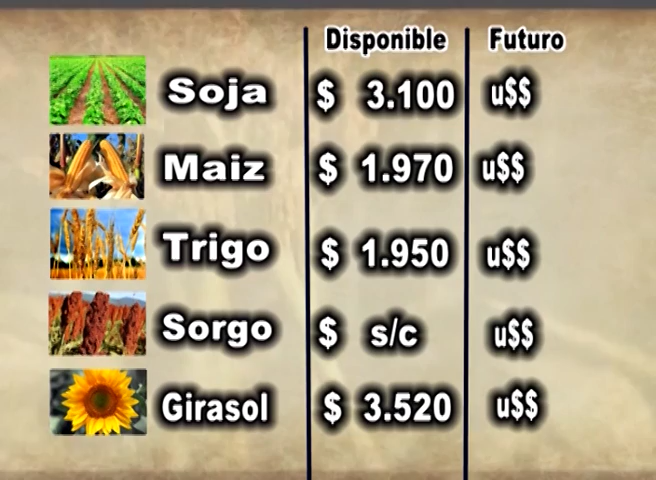 Disponible Futuro
Soja $ 3.100 u$$
Maiz $ 1.970 u$$
Trigo $ 1.950 u$$
Sorgo $ s/c u$$
Girasol $ 3.520 u$$